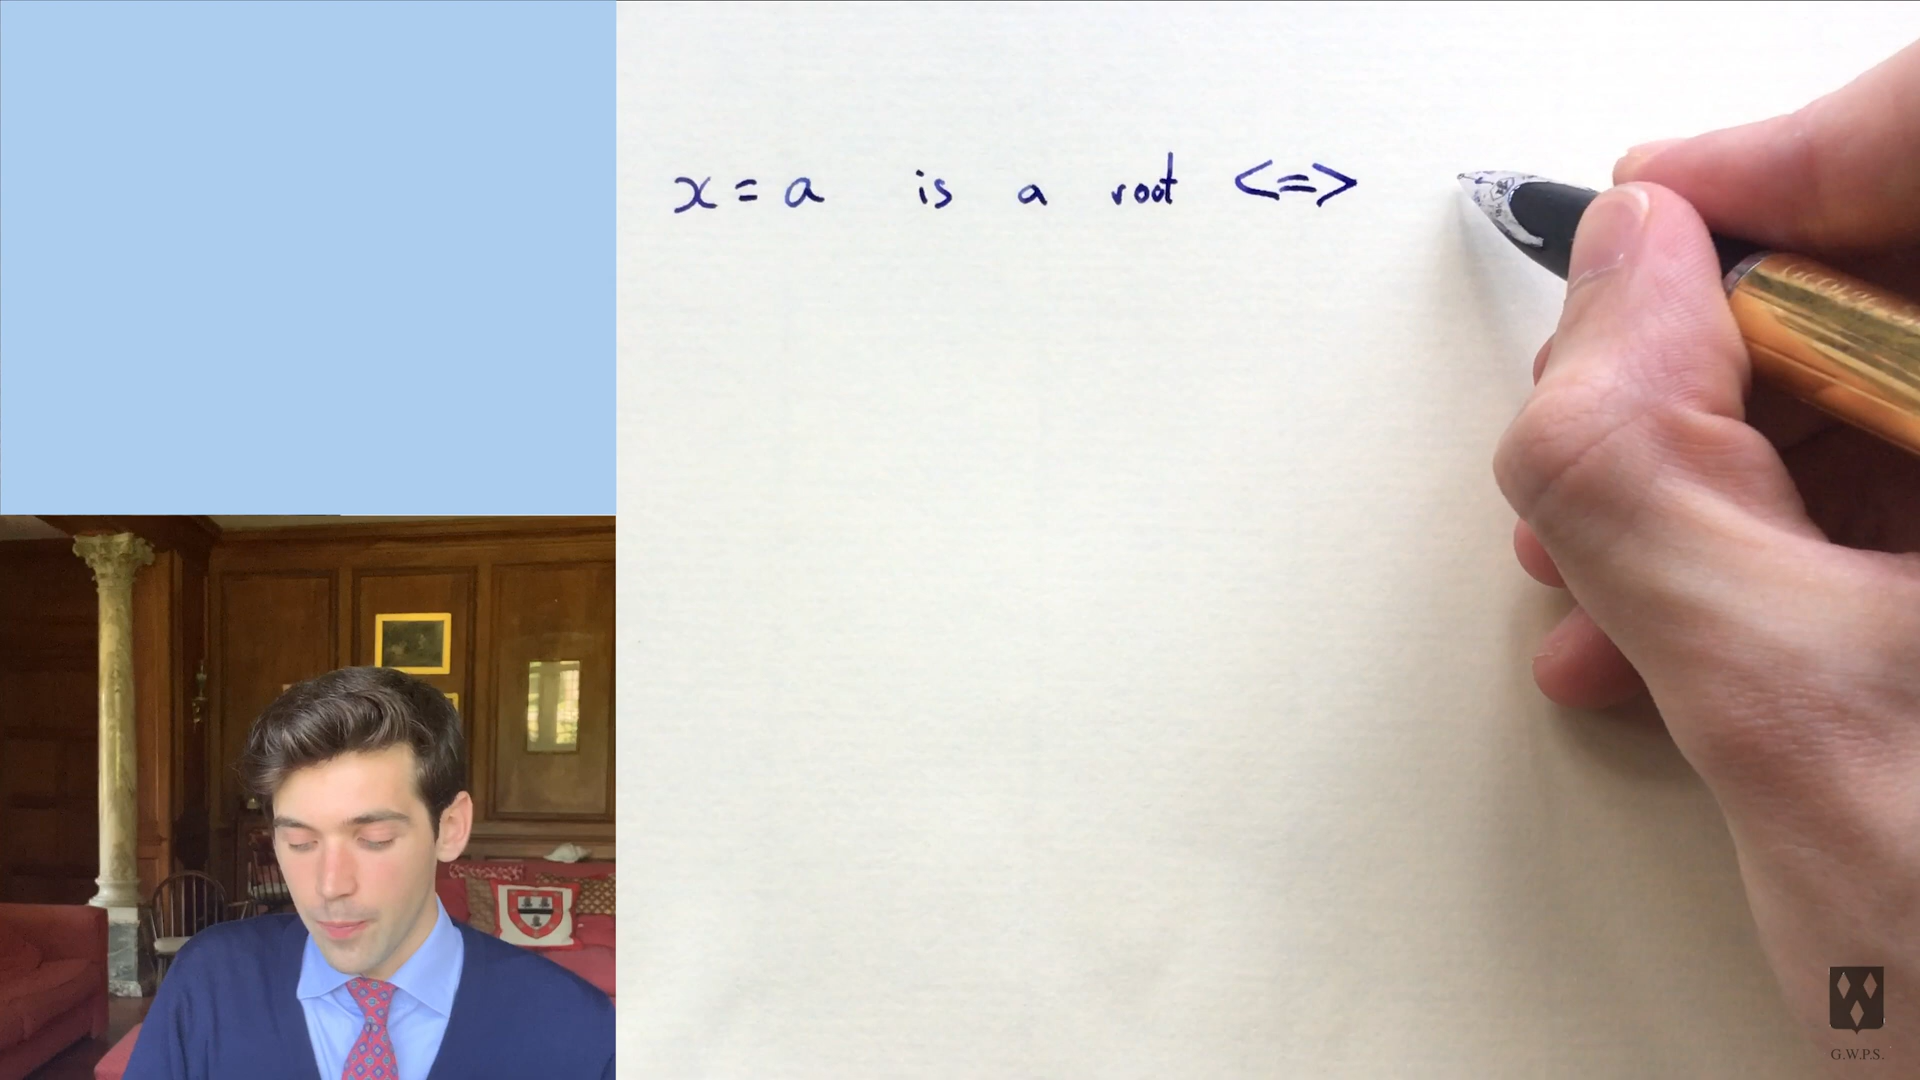 x = a is a root <=>
G.W.P.S.